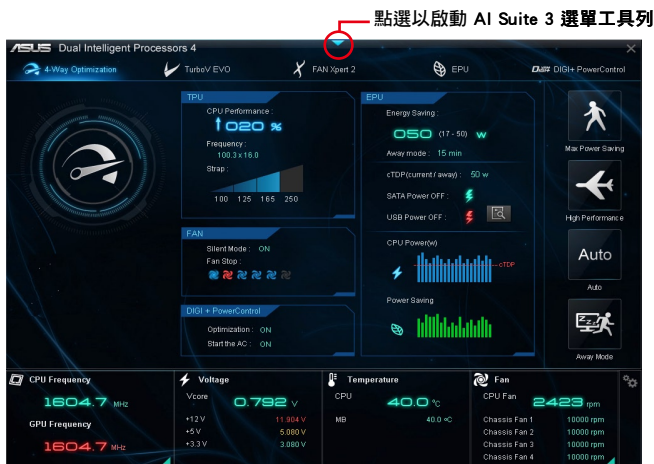 點選以啟動 AI Suite 3 選單工具列
ASUS Dual Intelligent Processors 4
4-Way Optimization TurboV EVO FAN Xpert 2 EPU DIGI+ PowerControl
TPU
CPU Performance :
020 %
Frequency :
100.3 x 16.0
Strap :
100 125 165 250
FAN
Silent Mode : ON
Fan Stop :
DIGI + PowerControl
Optimization : ON
Start the AC : ON
EPU
Energy Saving :
050 (17 - 50) w
Away mode : 15 min
cTDP(current / away) : 50 w
SATA Power OFF :
USB Power OFF :
CPU Power(w)
cTDP
Power Saving
Max Power Saving
High Performance
Auto
Auto
Away Mode
CPU Frequency
1604.7 MHz
GPU Frequency
1604.7 MHz
Voltage
Vcore 0.792 v
+12 V 11.904 V
+5 V 5.080 V
+3.3 V 3.080 V
Temperature
CPU 40.0 °C
MB 40.0 °C
Fan
CPU Fan 2423 rpm
Chassis Fan 1 10000 rpm
Chassis Fan 2 10000 rpm
Chassis Fan 3 10000 rpm
Chassis Fan 4 10000 rpm